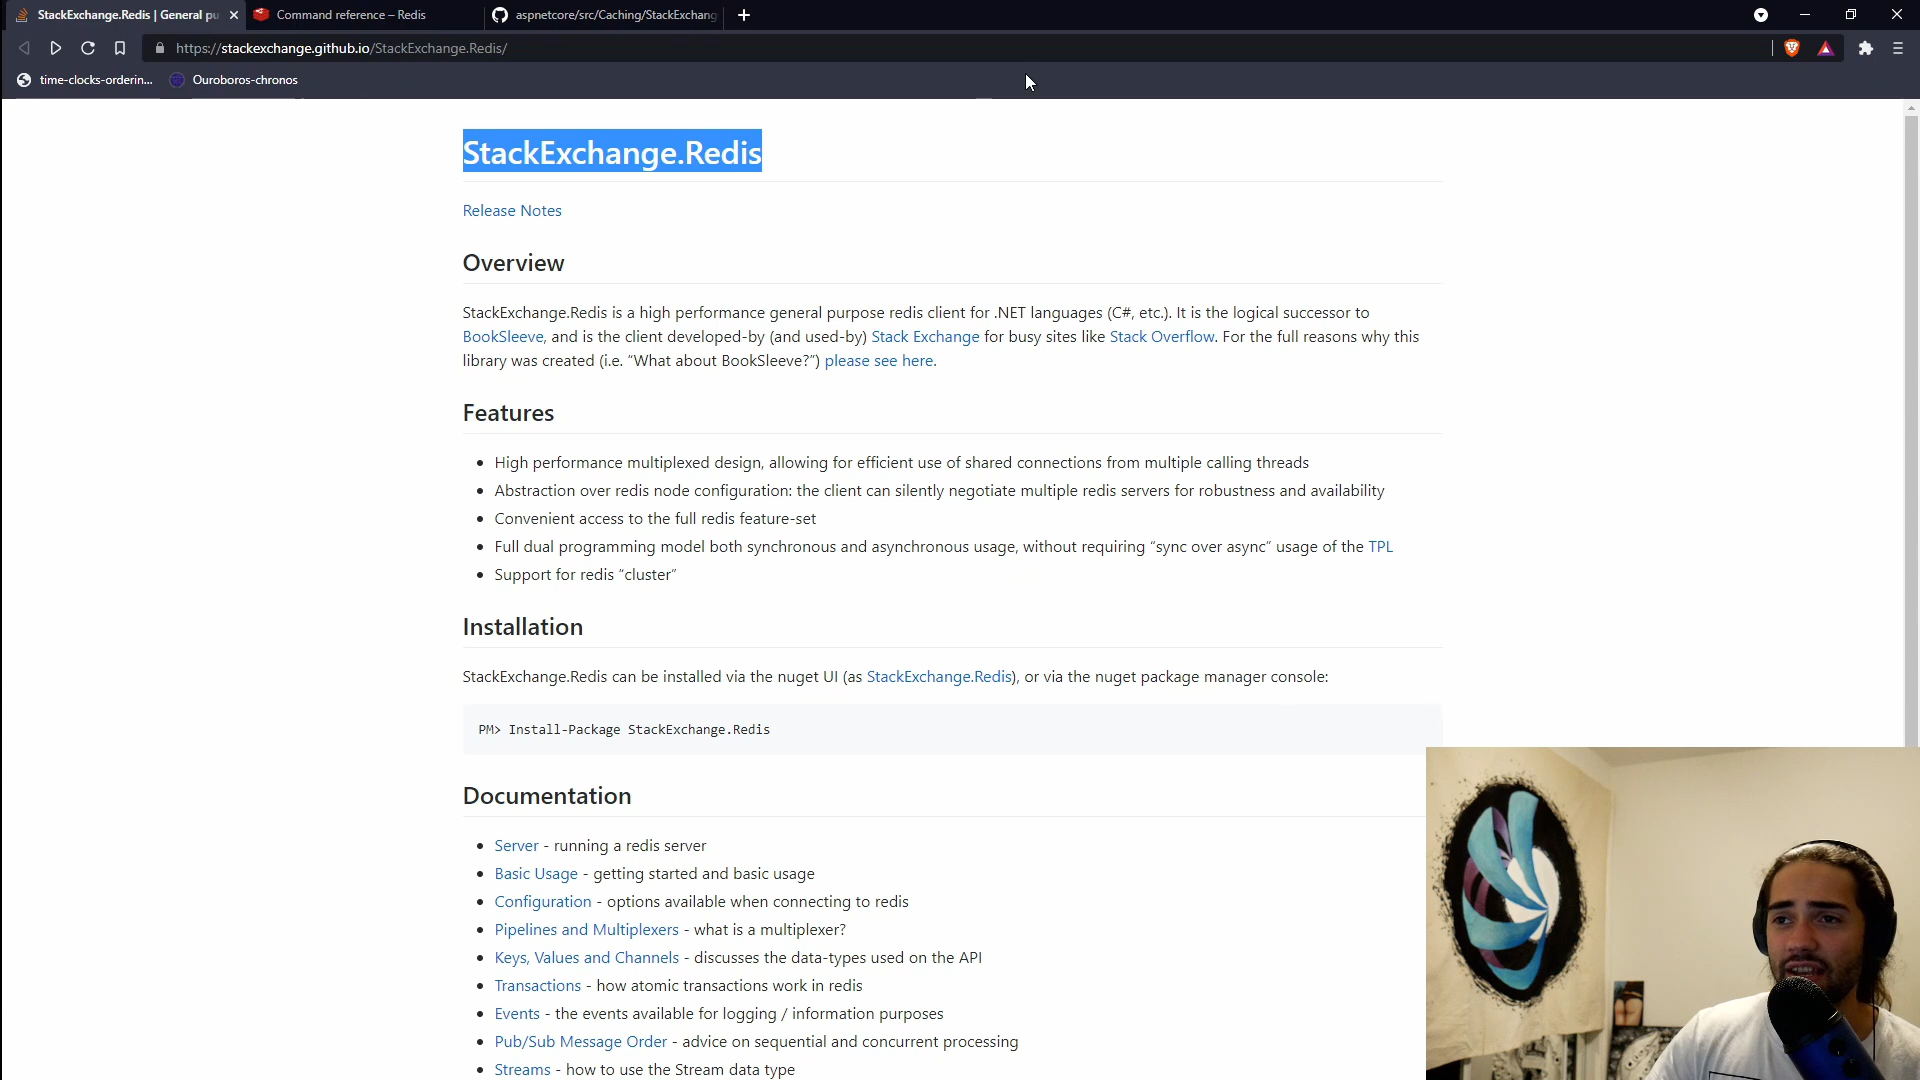 StackExchange.Redis | General pu
Command reference – Redis
aspnetcore/src/Caching/StackExchang
https://stackexchange.github.io/StackExchange.Redis/
time-clocks-orderin...
Ouroboros-chronos
StackExchange.Redis
Release Notes
Overview
StackExchange.Redis is a high performance general purpose redis client for .NET languages (C#, etc.). It is the logical successor to
BookSleeve, and is the client developed-by (and used-by) Stack Exchange for busy sites like Stack Overflow. For the full reasons why this
library was created (i.e. “What about BookSleeve?”) please see here.
Features
• High performance multiplexed design, allowing for efficient use of shared connections from multiple calling threads
• Abstraction over redis node configuration: the client can silently negotiate multiple redis servers for robustness and availability
• Convenient access to the full redis feature-set
• Full dual programming model both synchronous and asynchronous usage, without requiring “sync over async” usage of the TPL
• Support for redis “cluster”
Installation
StackExchange.Redis can be installed via the nuget UI (as StackExchange.Redis), or via the nuget package manager console:
PM> Install-Package StackExchange.Redis
Documentation
• Server - running a redis server
• Basic Usage - getting started and basic usage
• Configuration - options available when connecting to redis
• Pipelines and Multiplexers - what is a multiplexer?
• Keys, Values and Channels - discusses the data-types used on the API
• Transactions - how atomic transactions work in redis
• Events - the events available for logging / information purposes
• Pub/Sub Message Order - advice on sequential and concurrent processing
• Streams - how to use the Stream data type